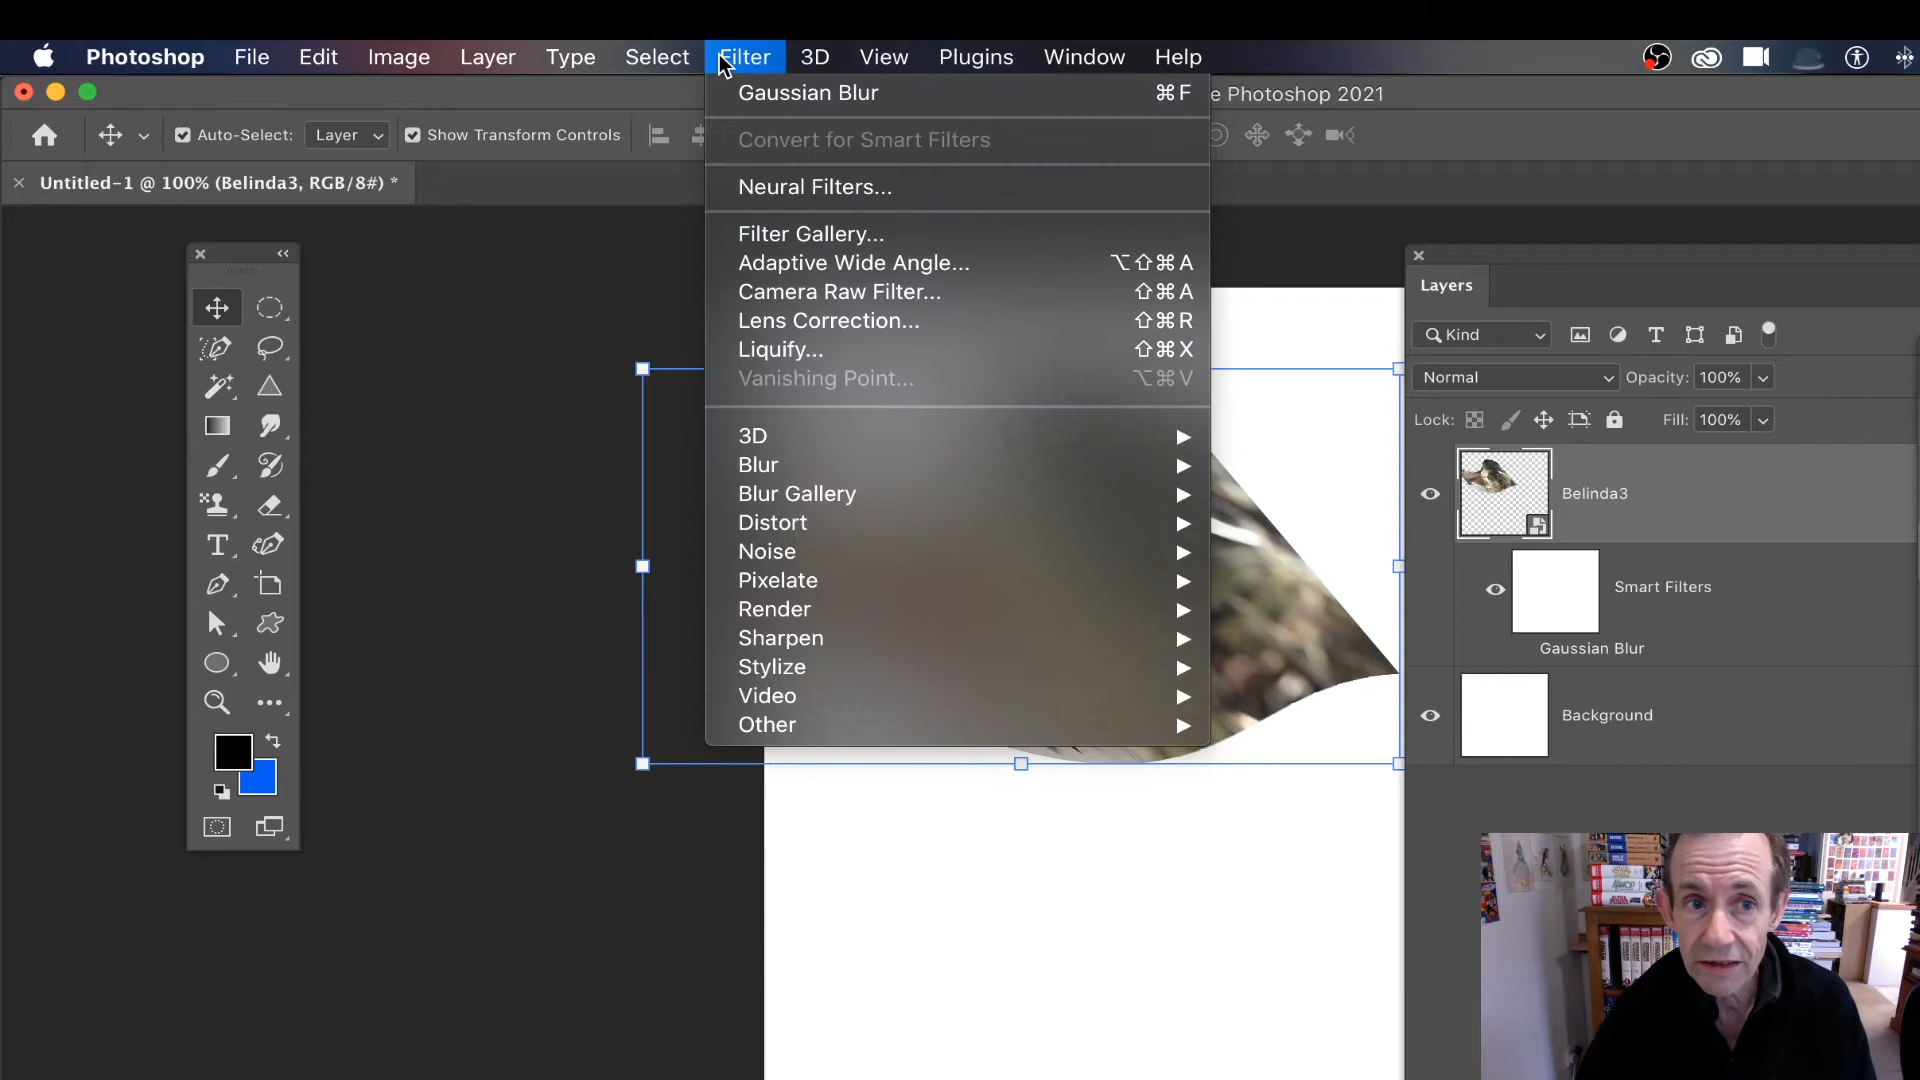 Photoshop File Edit Image Layer Type Select Filter 3D View Plugins Window Help
Gaussian Blur ⌘F
e Photoshop 2021
Auto-Select: Layer Show Transform Controls
Convert for Smart Filters
Untitled-1 @ 100% (Belinda3, RGB/8#) *
Neural Filters...
Filter Gallery...
Adaptive Wide Angle... ⌥⇧⌘A
Camera Raw Filter... ⇧⌘A
Lens Correction... ⇧⌘R
Liquify... ⇧⌘X
Vanishing Point... ⌥⌘V
3D
Blur
Blur Gallery
Distort
Noise
Pixelate
Render
Sharpen
Stylize
Video
Other
Layers
Kind
Normal Opacity: 100%
Lock: Fill: 100%
Belinda3
Smart Filters
Gaussian Blur
Background